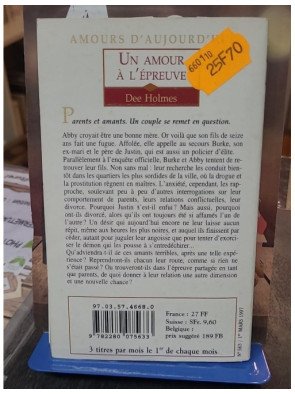 AMOURS D'AUJOURD'
UN AMOUR
À L'ÉPREUVE
Dee Holmes
660110
25F70
Parents et amants. Un couple se remet en question.
Abby croyait être une bonne mère. Or voilà que son fils de seize
ans fait une fugue. Affolée, elle appelle au secours Burke, son
ex-mari et le père de Justin, qui est aussi un policier d'élite.
Parallèlement à l'enquête officielle, Burke et Abby tentent de re-
trouver leur fils. Non sans mal : leur recherche les conduit bien-
tôt dans les quartiers les plus sordides de la ville, où la drogue et
la prostitution règnent en maîtres. L'anxiété, cependant, les rap-
proche, soulevant peu à peu d'autres interrogations sur leur
comportement de parents, leurs relations conflictuelles, leur
divorce. Pourquoi Justin s'est-il enfui ? Mais aussi, pourquoi
ont-ils divorcé, alors qu'ils ont toujours été si affamés l'un de
l'autre ? Un désir qui aujourd'hui encore ne leur laisse aucun
répit, même aux heures les plus noires, et auquel ils finissent par
céder, autant pour juguler leur angoisse que pour tenter d'exorci-
ser le démon qui les pousse à s'entredéchirer...
Qu'adviendra-t-il de ces amants terribles, après une telle expé-
rience ? Reprendront-ils chacun leur route, comme si rien ne
s'était passé ? Ou trouveront-ils dans l'épreuve partagée en tant
que parents, de quoi donner à leur relation une autre dimension
et une nouvelle chance ?
97.03.57.4668.0
9 782280 075633
France : 27 FF
Suisse : SFr. 9,60
Belgique :
prix suggéré 189 FB
3 titres par mois le 1er de chaque mois
N° 563 - 1er MARS 1997